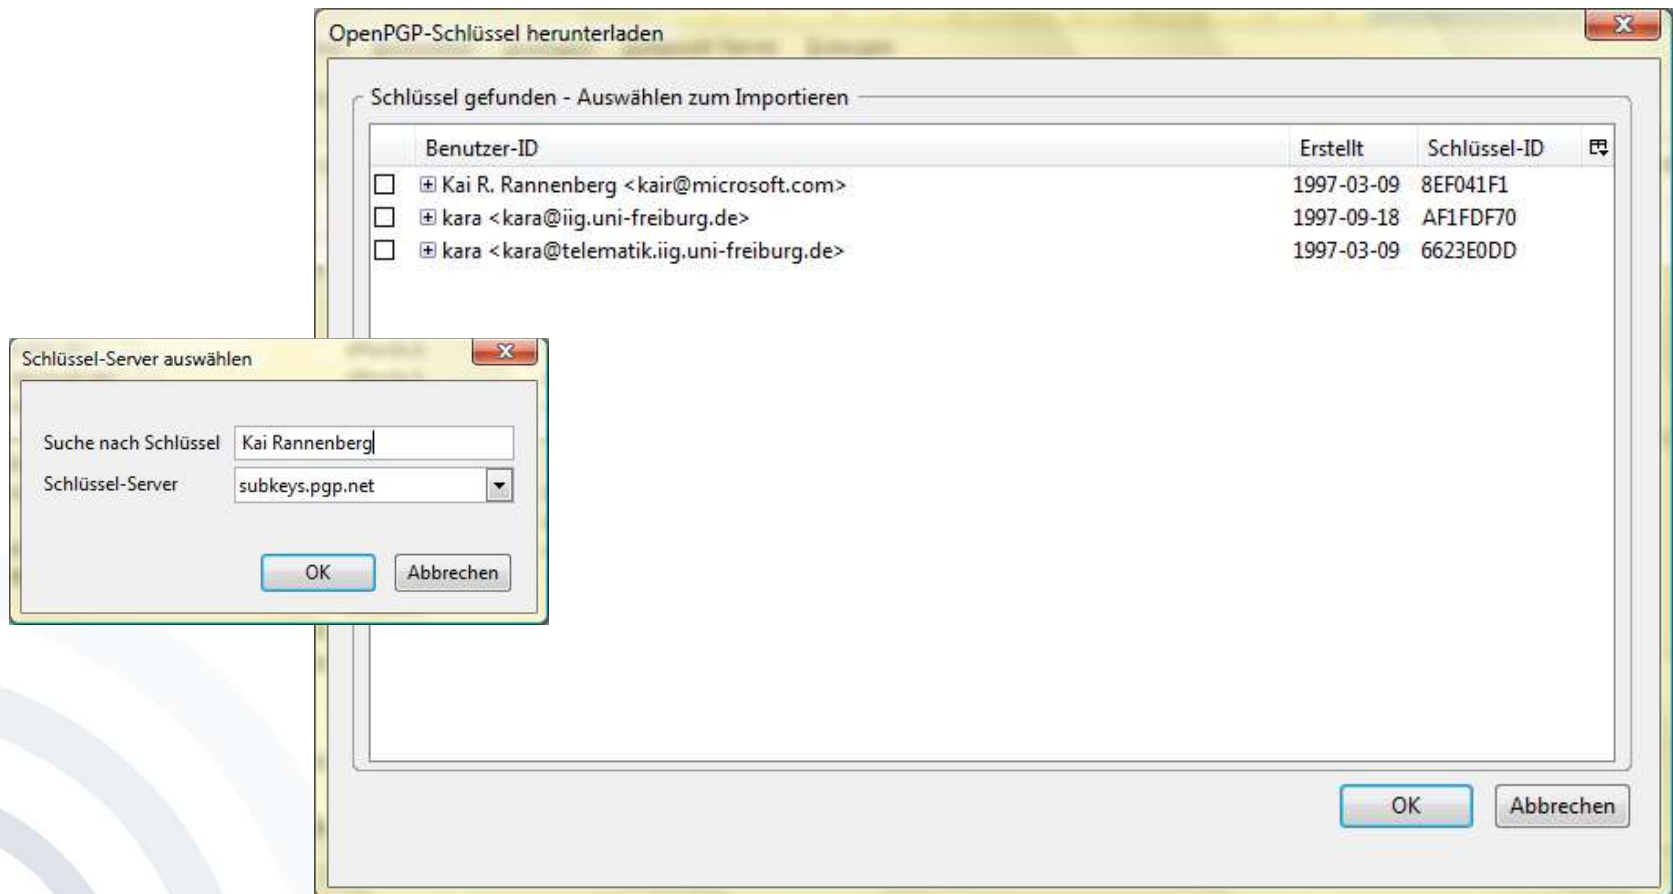 OpenPGP-Schlüssel herunterladen
Schlüssel gefunden - Auswählen zum Importieren
Benutzer-ID Erstellt Schlüssel-ID
Kai R. Rannenberg <kair@microsoft.com> 1997-03-09 8EF041F1
kara <kara@iig.uni-freiburg.de> 1997-09-18 AF1FDF70
kara <kara@telematik.iig.uni-freiburg.de> 1997-03-09 6623E0DD
OK Abbrechen
Schlüssel-Server auswählen
Suche nach Schlüssel Kai Rannenberg
Schlüssel-Server subkeys.pgp.net
OK Abbrechen